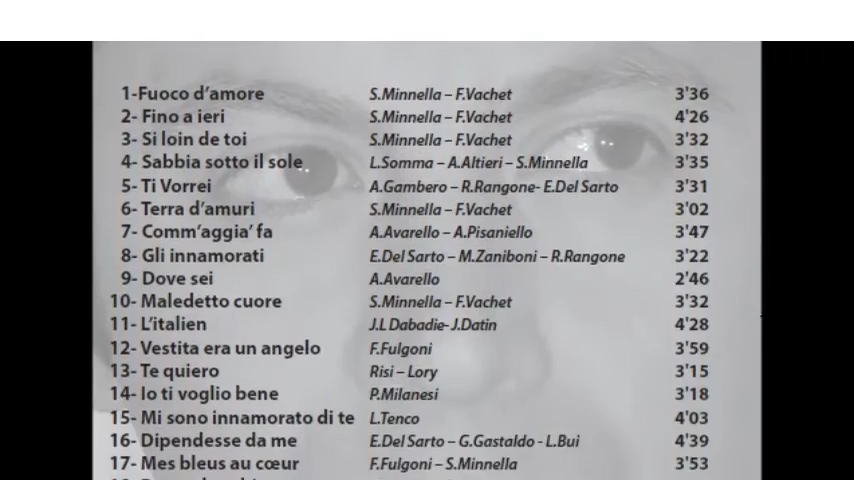 1-Fuoco d'amore S.Minnella – F.Vachet 3'36
2- Fino a ieri S.Minnella – F.Vachet 4'26
3- Si loin de toi S.Minnella – F.Vachet 3'32
4- Sabbia sotto il sole L.Somma – A.Altieri – S.Minnella 3'35
5- Ti Vorrei A.Gambero – R.Rangone- E.Del Sarto 3'31
6- Terra d'amuri S.Minnella – F.Vachet 3'02
7- Comm'aggia' fa A.Avarello – A.Pisaniello 3'47
8- Gli innamorati E.Del Sarto – M.Zaniboni – R.Rangone 3'22
9- Dove sei A.Avarello 2'46
10- Maledetto cuore S.Minnella – F.Vachet 3'32
11- L'italien J.L Dabadie- J.Datin 4'28
12- Vestita era un angelo F.Fulgoni 3'59
13- Te quiero Risi – Lory 3'15
14- Io ti voglio bene P.Milanesi 3'18
15- Mi sono innamorato di te L.Tenco 4'03
16- Dipendesse da me E.Del Sarto – G.Gastaldo - L.Bui 4'39
17- Mes bleus au cœur F.Fulgoni – S.Minnella 3'53